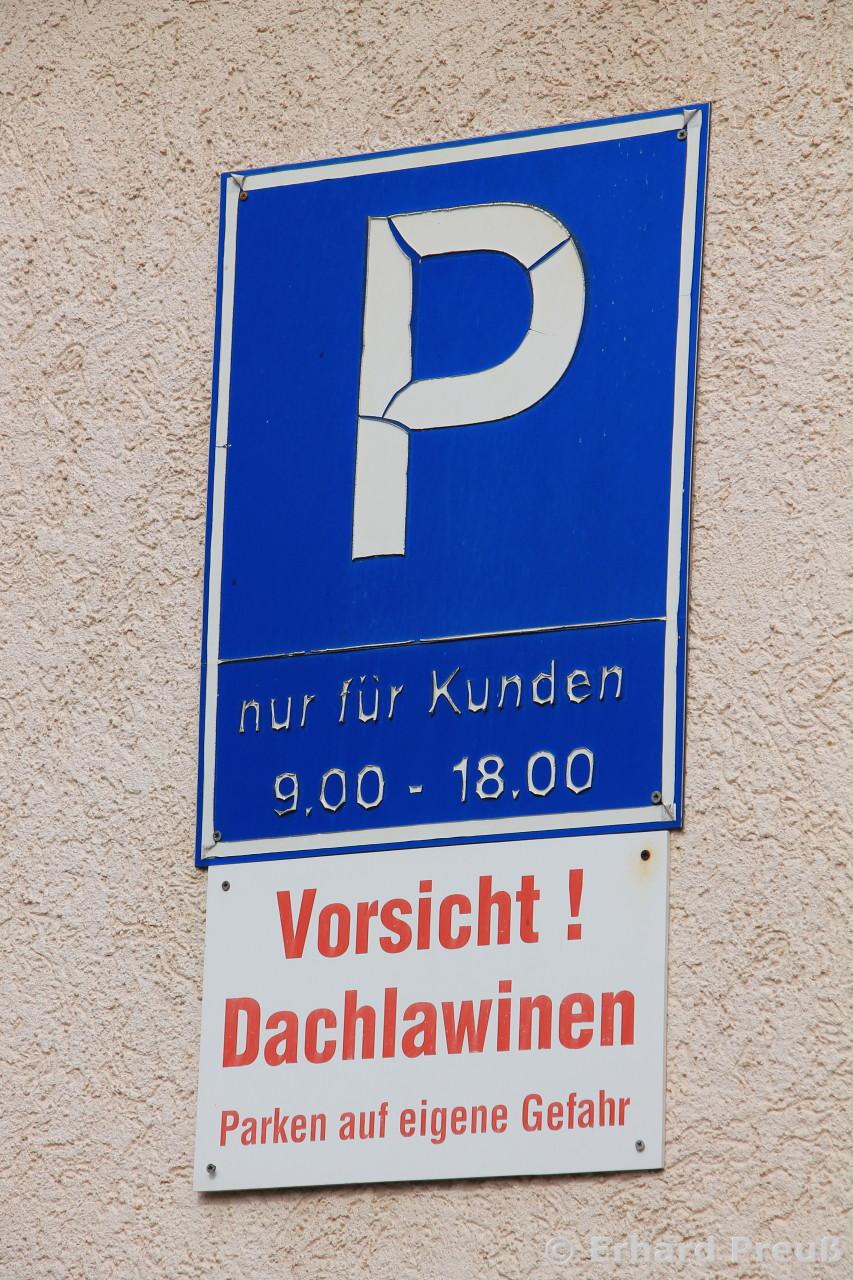 P
nur für Kunden
9.00 - 18.00
Vorsicht !
Dachlawinen
Parken auf eigene Gefahr
© Erhard Preuß